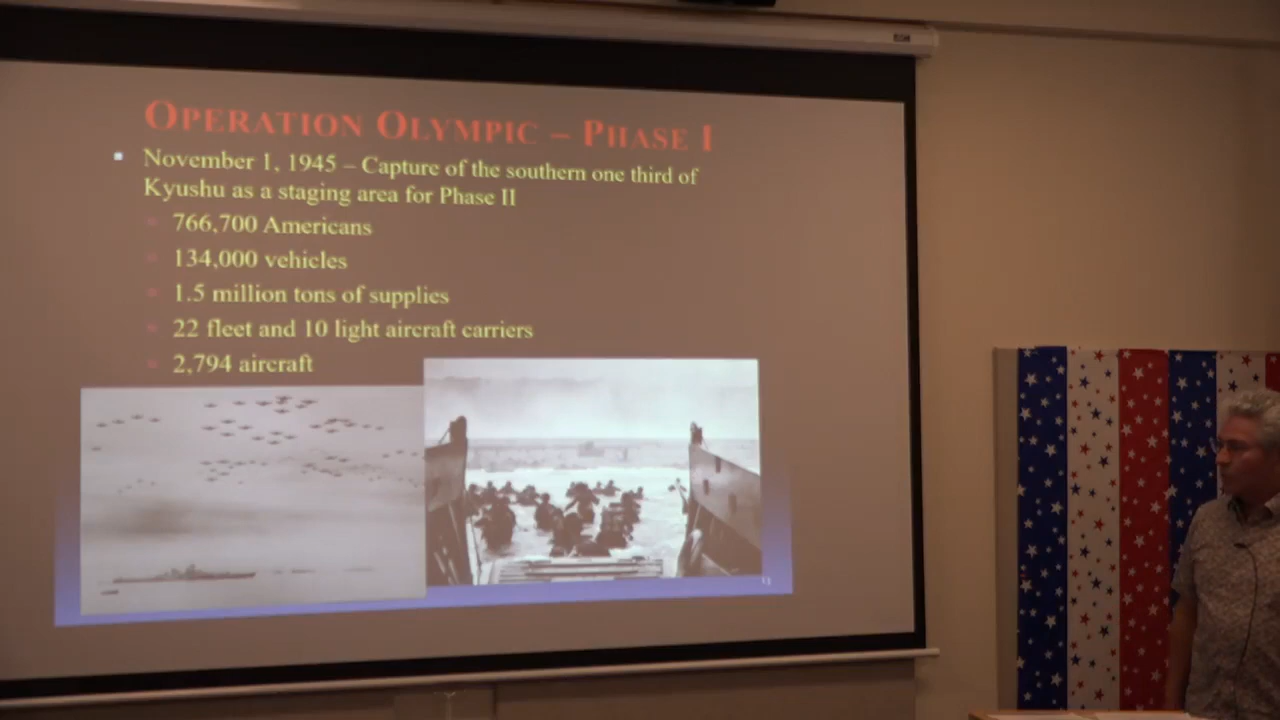 OPERATION OLYMPIC – PHASE I
November 1, 1945 – Capture of the southern one third of
Kyushu as a staging area for Phase II
766,700 Americans
134,000 vehicles
1.5 million tons of supplies
22 fleet and 10 light aircraft carriers
2,794 aircraft